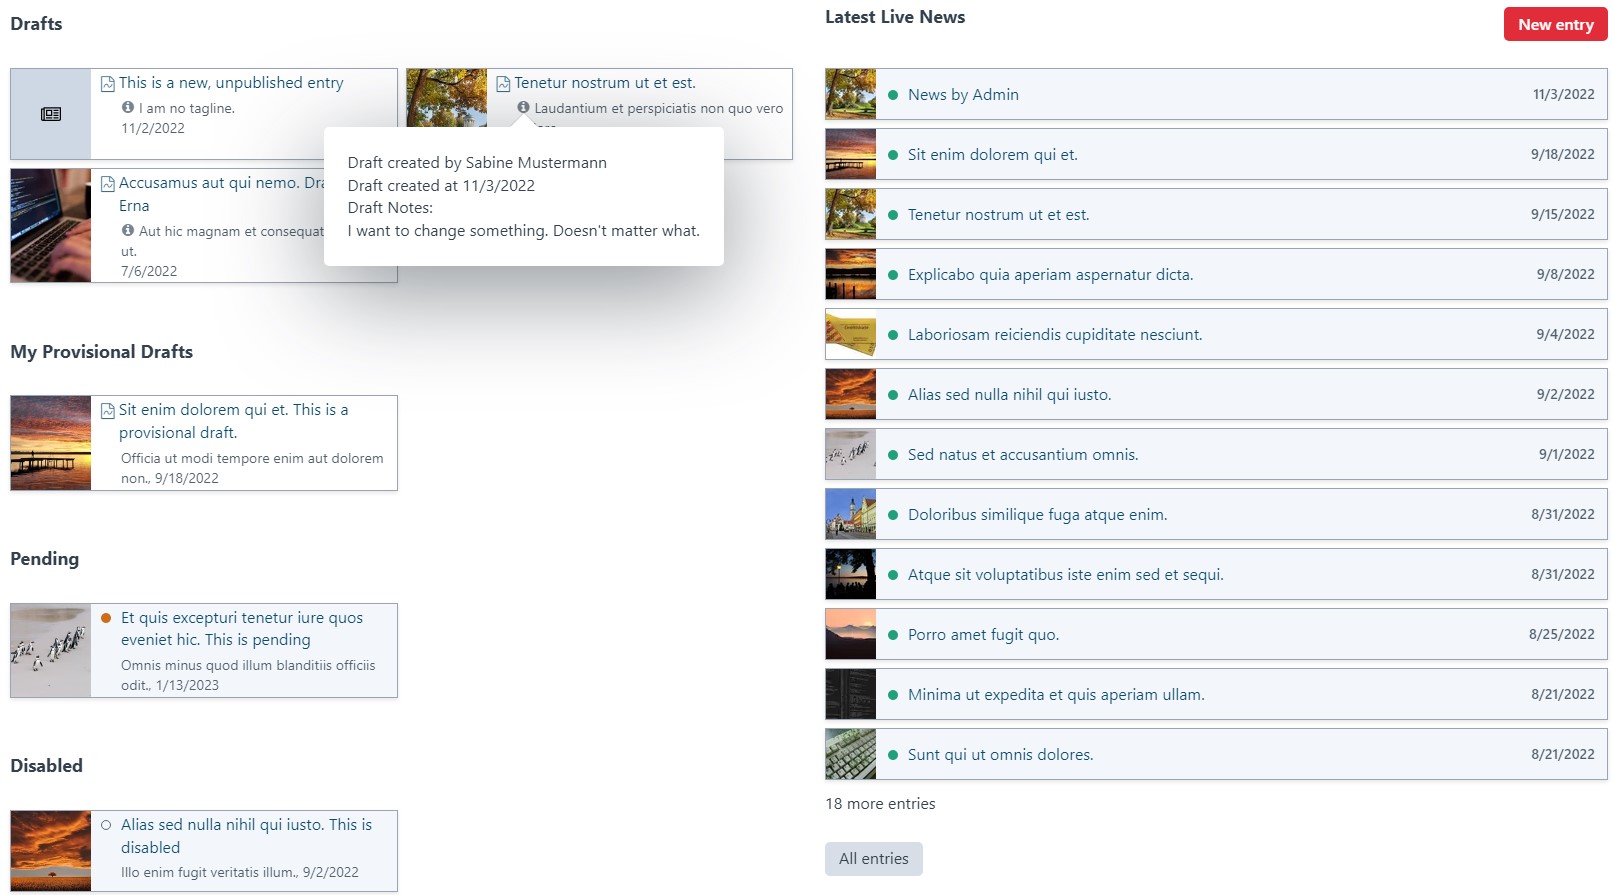 Drafts
This is a new, unpublished entry
I am no tagline.
11/2/2022
Tenetur nostrum ut et est.
Laudantium et perspiciatis non quo vero
Accusamus aut qui nemo.
Erna
Aut hic magnam et
ut.
7/6/2022
Draft created by Sabine Mustermann
Draft created at 11/3/2022
Draft Notes:
I want to change something. Doesn't matter what.
My Provisional Drafts
Sit enim dolorem qui et. This is a
provisional draft.
Officia ut modi tempore enim aut dolorem
non., 9/18/2022
Pending
Et quis excepturi tenetur iure quos
eveniet hic. This is pending
Omnis minus quod illum blanditiis officiis
odit., 1/13/2023
Disabled
Alias sed nulla nihil qui iusto. This is
disabled
Illo enim fugit veritatis illum., 9/2/2022
Latest Live News
New entry
News by Admin 11/3/2022
Sit enim dolorem qui et. 9/18/2022
Tenetur nostrum ut et est. 9/15/2022
Explicabo quia aperiam aspernatur dicta. 9/8/2022
Laboriosam reiciendis cupiditate nesciunt. 9/4/2022
Alias sed nulla nihil qui iusto. 9/2/2022
Sed natus et accusantium omnis. 9/1/2022
Doloribus similique fuga atque enim. 8/31/2022
Atque sit voluptatibus iste enim sed et sequi. 8/31/2022
Porro amet fugit quo. 8/25/2022
Minima ut expedita et quis aperiam ullam. 8/21/2022
Sunt qui ut omnis dolores. 8/21/2022
18 more entries
All entries